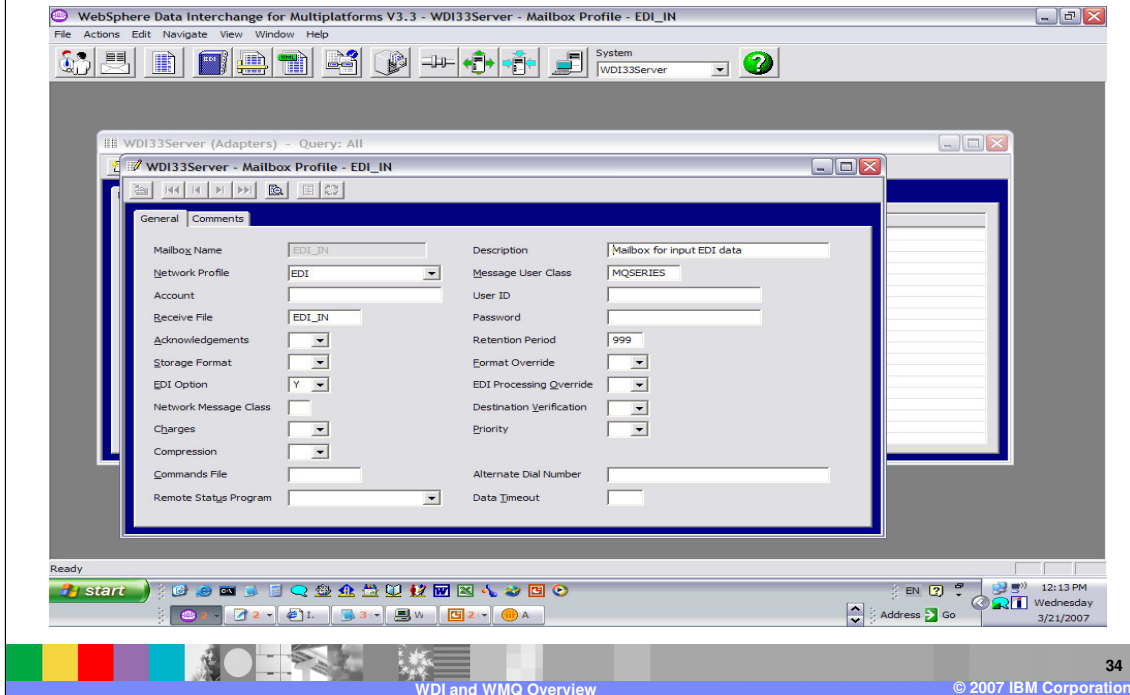 WebSphere Data Interchange for Multiplatforms V3.3 - WDI33Server - Mailbox Profile - EDI_IN
File Actions Edit Navigate View Window Help
System
WDI33Server
WDI33Server (Adapters) - Query: All
WDI33Server - Mailbox Profile - EDI_IN
General Comments
Mailbox Name EDI_IN Description Mailbox for input EDI data
Network Profile EDI Message User Class MQSERIES
Account User ID
Receive File EDI_IN Password
Acknowledgements Retention Period 999
Storage Format Format Override
EDI Option Y EDI Processing Override
Network Message Class Destination Verification
Charges Priority
Compression
Commands File Alternate Dial Number
Remote Status Program Data Timeout
Ready
start EN 12:13 PM
2 2 I. 3 W 2 A Address Go Wednesday
3/21/2007
34
WDI and WMQ Overview © 2007 IBM Corporation